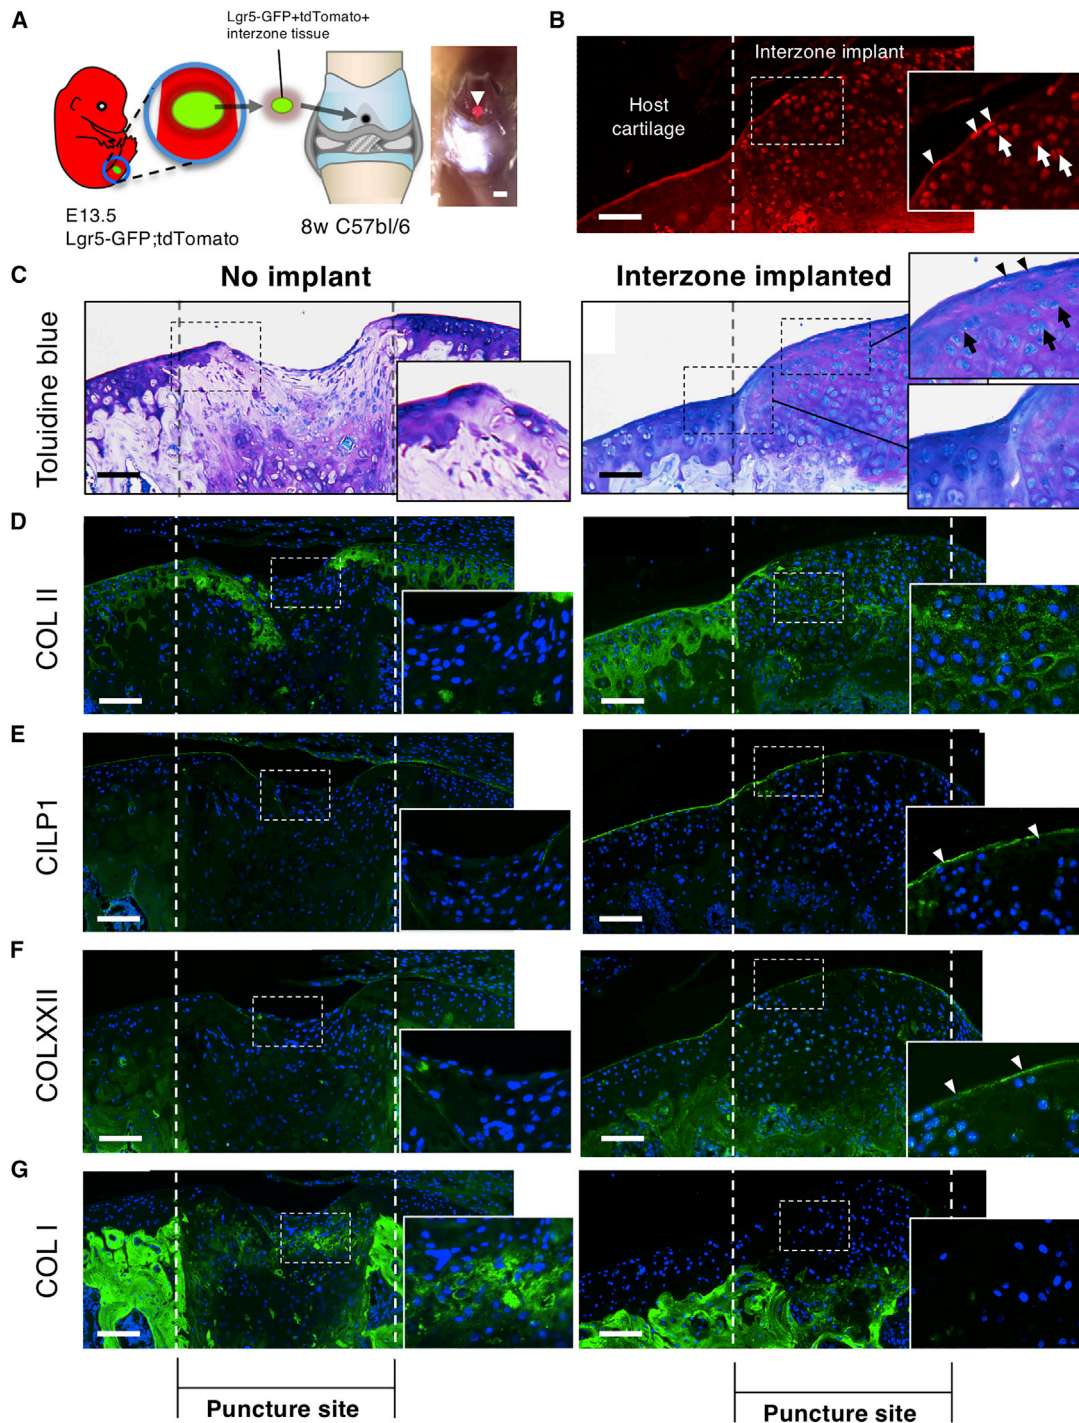 A
Lgr5-GFP+tdTomato+
interzone tissue
E13.5
Lgr5-GFP;tdTomato
8w C57bl/6
B
Interzone implant
Host
cartilage
C
No implant
Interzone implanted
Toluidine blue
D
COL II
E
CILP1
F
COLXXII
G
COL I
Puncture site
Puncture site